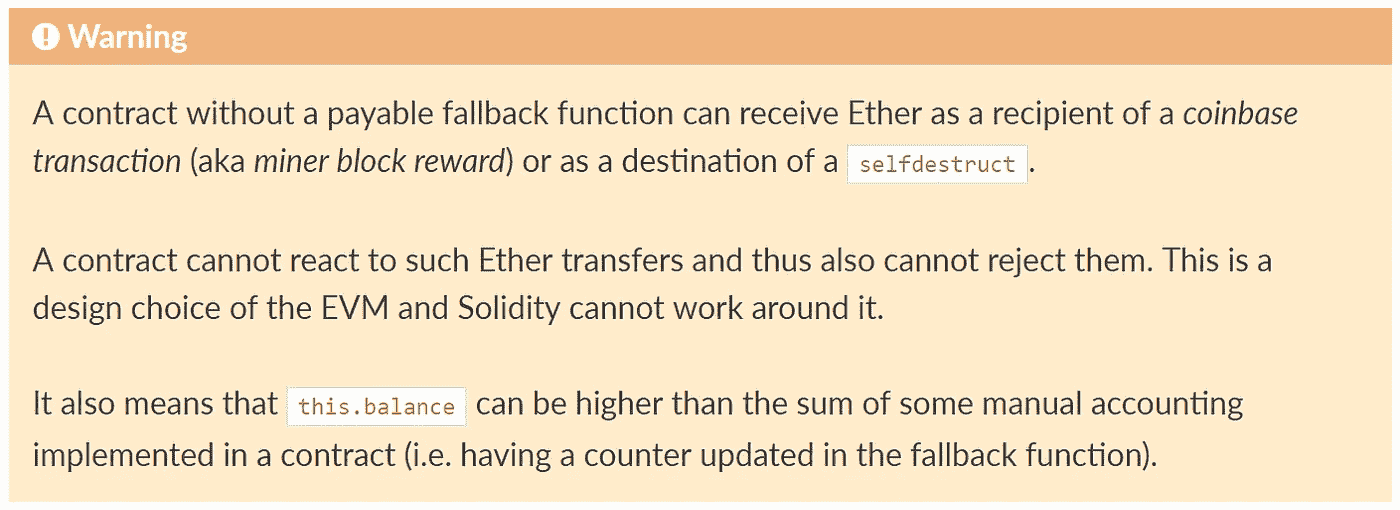 Warning
A contract without a payable fallback function can receive Ether as a recipient of a coinbase
transaction (aka miner block reward) or as a destination of a selfdestruct.
A contract cannot react to such Ether transfers and thus also cannot reject them. This is a
design choice of the EVM and Solidity cannot work around it.
It also means that this.balance can be higher than the sum of some manual accounting
implemented in a contract (i.e. having a counter updated in the fallback function).